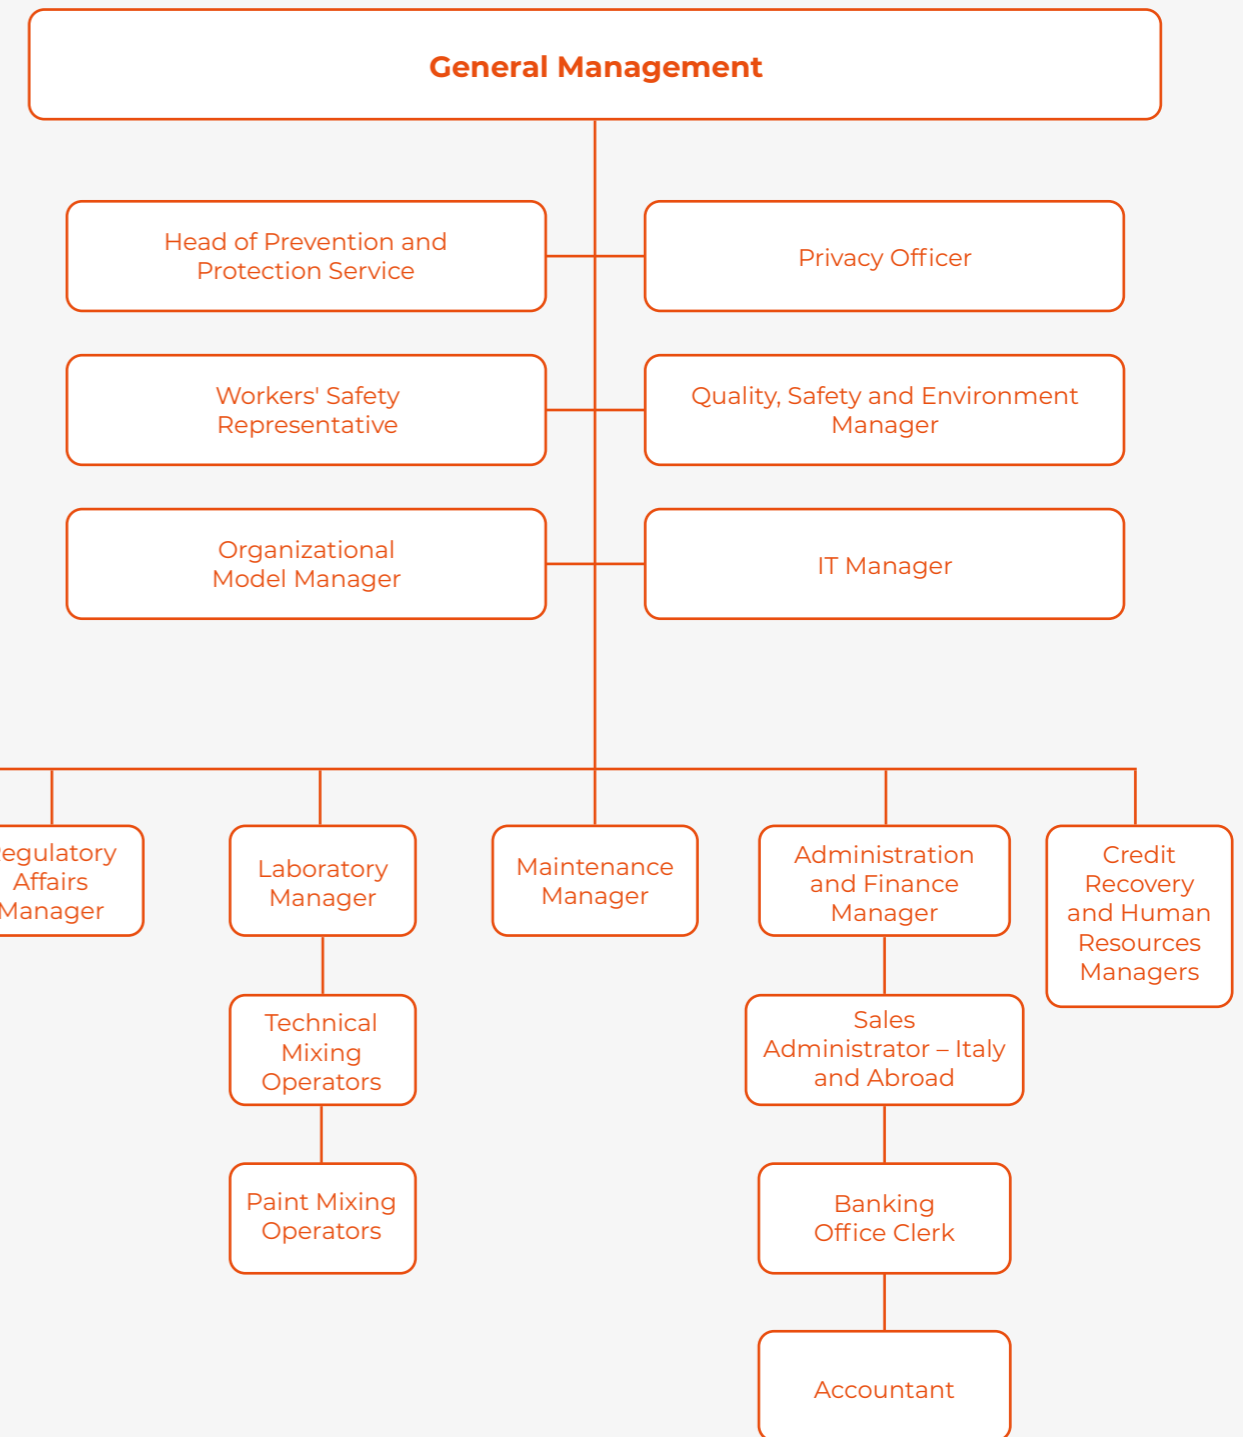 General Management
Head of Prevention and
Protection Service
Privacy Officer
Workers' Safety
Representative
Quality, Safety and Environment
Manager
Organizational
Model Manager
IT Manager
egulatory
Affairs
Manager
Laboratory
Manager
Maintenance
Manager
Administration
and Finance
Manager
Credit
Recovery
and Human
Resources
Managers
Technical
Mixing
Operators
Sales
Administrator – Italy
and Abroad
Paint Mixing
Operators
Banking
Office Clerk
Accountant